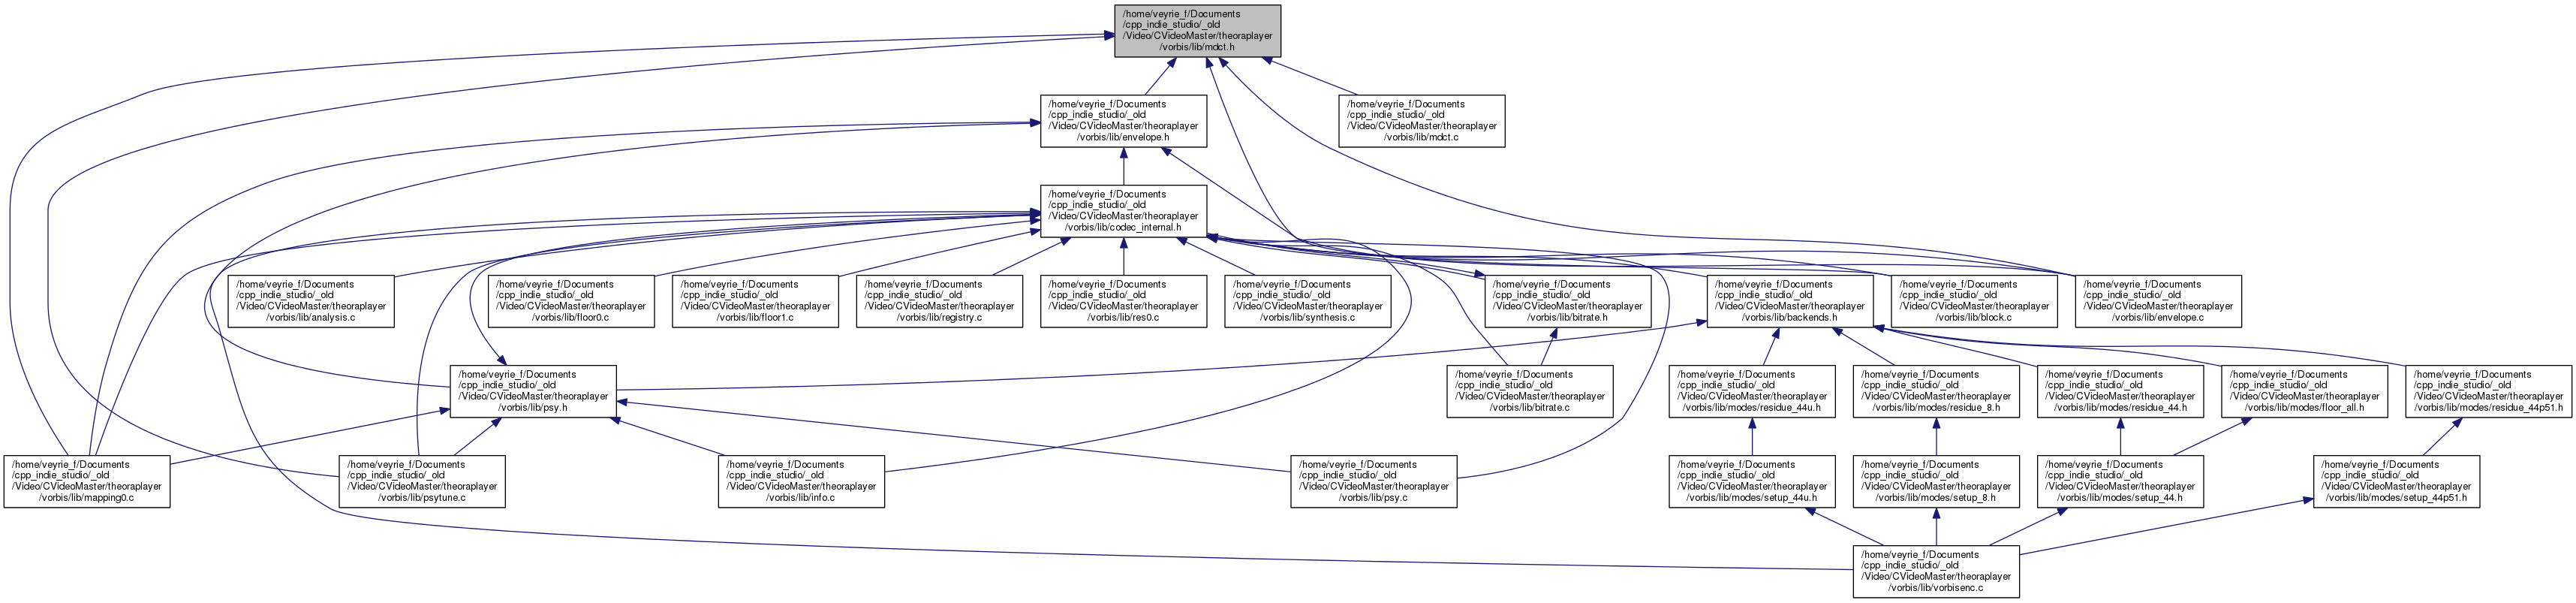 /home/veyrie_f/Documents
/cpp_indie_studio/_old
/Video/CVideoMaster/theoraplayer
/vorbis/lib/mdct.h
/home/veyrie_f/Documents
/cpp_indie_studio/_old
/Video/CVideoMaster/theoraplayer
/vorbis/lib/envelope.h
/home/veyrie_f/Documents
/cpp_indie_studio/_old
/Video/CVideoMaster/theoraplayer
/vorbis/lib/mdct.c
/home/veyrie_f/Documents
/cpp_indie_studio/_old
/Video/CVideoMaster/theoraplayer
/vorbis/lib/codec_internal.h
/home/veyrie_f/Documents
/cpp_indie_studio/_old
/Video/CVideoMaster/theoraplayer
/vorbis/lib/analysis.c
/home/veyrie_f/Documents
/cpp_indie_studio/_old
/Video/CVideoMaster/theoraplayer
/vorbis/lib/floor0.c
/home/veyrie_f/Documents
/cpp_indie_studio/_old
/Video/CVideoMaster/theoraplayer
/vorbis/lib/floor1.c
/home/veyrie_f/Documents
/cpp_indie_studio/_old
/Video/CVideoMaster/theoraplayer
/vorbis/lib/registry.c
/home/veyrie_f/Documents
/cpp_indie_studio/_old
/Video/CVideoMaster/theoraplayer
/vorbis/lib/res0.c
/home/veyrie_f/Documents
/cpp_indie_studio/_old
/Video/CVideoMaster/theoraplayer
/vorbis/lib/synthesis.c
/home/veyrie_f/Documents
/cpp_indie_studio/_old
/Video/CVideoMaster/theoraplayer
/vorbis/lib/bitrate.h
/home/veyrie_f/Documents
/cpp_indie_studio/_old
/Video/CVideoMaster/theoraplayer
/vorbis/lib/backends.h
/home/veyrie_f/Documents
/cpp_indie_studio/_old
/Video/CVideoMaster/theoraplayer
/vorbis/lib/block.c
/home/veyrie_f/Documents
/cpp_indie_studio/_old
/Video/CVideoMaster/theoraplayer
/vorbis/lib/envelope.c
/home/veyrie_f/Documents
/cpp_indie_studio/_old
/Video/CVideoMaster/theoraplayer
/vorbis/lib/psy.h
/home/veyrie_f/Documents
/cpp_indie_studio/_old
/Video/CVideoMaster/theoraplayer
/vorbis/lib/bitrate.c
/home/veyrie_f/Documents
/cpp_indie_studio/_old
/Video/CVideoMaster/theoraplayer
/vorbis/lib/modes/residue_44u.h
/home/veyrie_f/Documents
/cpp_indie_studio/_old
/Video/CVideoMaster/theoraplayer
/vorbis/lib/modes/residue_8.h
/home/veyrie_f/Documents
/cpp_indie_studio/_old
/Video/CVideoMaster/theoraplayer
/vorbis/lib/modes/residue_44.h
/home/veyrie_f/Documents
/cpp_indie_studio/_old
/Video/CVideoMaster/theoraplayer
/vorbis/lib/modes/floor_all.h
/home/veyrie_f/Documents
/cpp_indie_studio/_old
/Video/CVideoMaster/theoraplayer
/vorbis/lib/modes/residue_44p51.h
/home/veyrie_f/Documents
/cpp_indie_studio/_old
/Video/CVideoMaster/theoraplayer
/vorbis/lib/mapping0.c
/home/veyrie_f/Documents
/cpp_indie_studio/_old
/Video/CVideoMaster/theoraplayer
/vorbis/lib/psytune.c
/home/veyrie_f/Documents
/cpp_indie_studio/_old
/Video/CVideoMaster/theoraplayer
/vorbis/lib/info.c
/home/veyrie_f/Documents
/cpp_indie_studio/_old
/Video/CVideoMaster/theoraplayer
/vorbis/lib/psy.c
/home/veyrie_f/Documents
/cpp_indie_studio/_old
/Video/CVideoMaster/theoraplayer
/vorbis/lib/modes/setup_44u.h
/home/veyrie_f/Documents
/cpp_indie_studio/_old
/Video/CVideoMaster/theoraplayer
/vorbis/lib/modes/setup_8.h
/home/veyrie_f/Documents
/cpp_indie_studio/_old
/Video/CVideoMaster/theoraplayer
/vorbis/lib/modes/setup_44.h
/home/veyrie_f/Documents
/cpp_indie_studio/_old
/Video/CVideoMaster/theoraplayer
/vorbis/lib/modes/setup_44p51.h
/home/veyrie_f/Documents
/cpp_indie_studio/_old
/Video/CVideoMaster/theoraplayer
/vorbis/lib/vorbisenc.c